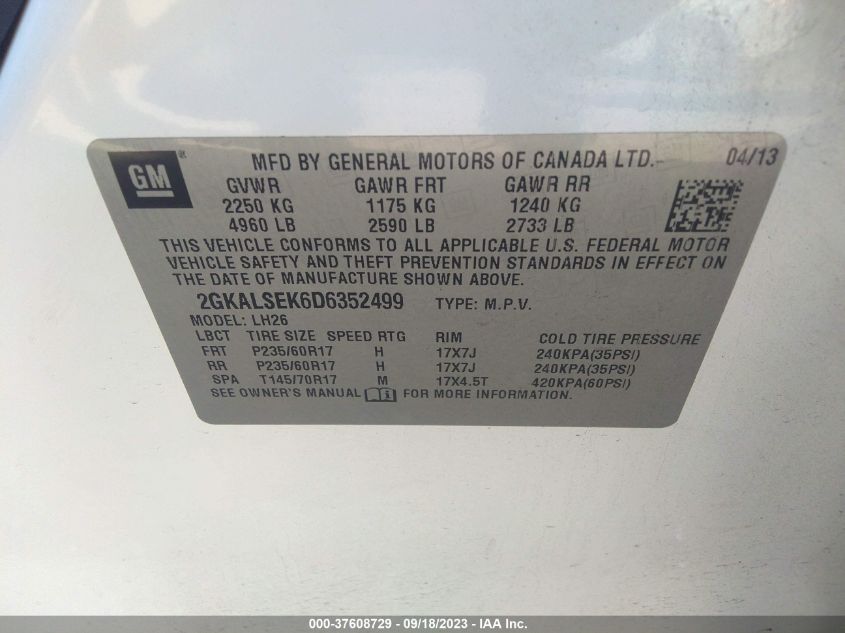 GM ® MFD BY GENERAL MOTORS OF CANADA LTD. 04/13
GVWR GAWR FRT GAWR RR
2250 KG 1175 KG 1240 KG
4960 LB 2590 LB 2733 LB
THIS VEHICLE CONFORMS TO ALL APPLICABLE U.S. FEDERAL MOTOR
VEHICLE SAFETY AND THEFT PREVENTION STANDARDS IN EFFECT ON
THE DATE OF MANUFACTURE SHOWN ABOVE.
2GKALSEK6D6352499 TYPE: M.P.V.
MODEL: LH26
LBCT TIRE SIZE SPEED RTG RIM COLD TIRE PRESSURE
FRT P235/60R17 H 17X7J 240KPA(35PSI)
RR P235/60R17 H 17X7J 240KPA(35PSI)
SPA T145/70R17 M 17X4.5T 420KPA(60PSI)
SEE OWNER'S MANUAL FOR MORE INFORMATION.
000-37608729 - 09/18/2023 - IAA Inc.